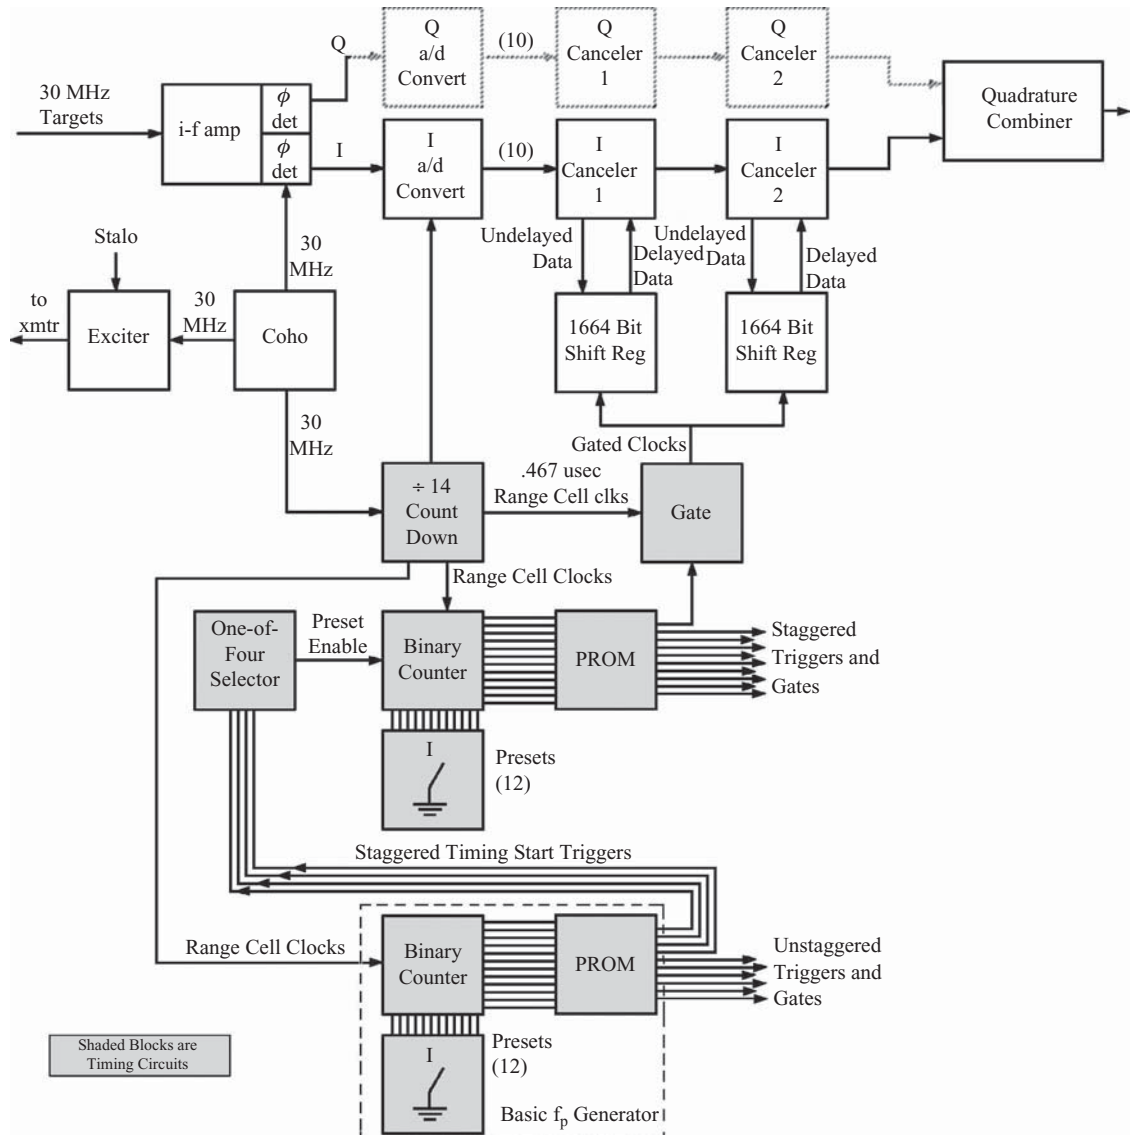 Q
a/d
Convert
(10)
Q
Canceler
1
Q
Canceler
2
Q
30 MHz
Targets
i-f amp
ϕ
det
ϕ
det
I
I
a/d
Convert
(10)
I
Canceler
1
I
Canceler
2
Quadrature
Combiner
Stalo
30
MHz
Undelayed
Data
Delayed
Data
Undelayed
Data
Delayed
Data
to
xmtr
Exciter
30
MHz
Coho
1664 Bit
Shift Reg
1664 Bit
Shift Reg
30
MHz
Gated Clocks
÷ 14
Count
Down
.467 usec
Range Cell clks
Gate
Range Cell Clocks
One-of-
Four
Selector
Preset
Enable
Binary
Counter
PROM
Staggered
Triggers and
Gates
I
Presets
(12)
Staggered Timing Start Triggers
Range Cell Clocks
Binary
Counter
PROM
Unstaggered
Triggers and
Gates
I
Presets
(12)
Basic fp Generator
Shaded Blocks are
Timing Circuits